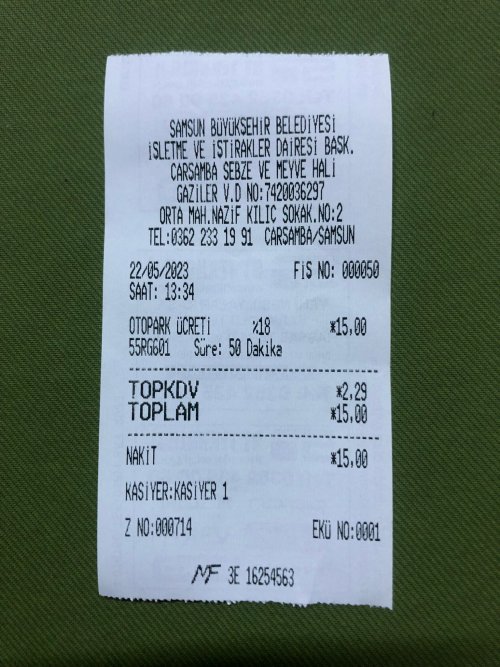 SAMSUN BÜYÜKSEHİR BELEDİYESİ
İŞLETME VE İŞTİRAKLER DAİRESİ BAŞK.
ÇARŞAMBA SEBZE VE MEYVE HALİ
GAZİLER V.D NO:7420036297
ORTA MAH.NAZİF KILIÇ SOKAK.NO:2
TEL:0362 233 19 91 ÇARŞAMBA/SAMSUN
22/05/2023 FİŞ NO: 000050
SAAT: 13:34
OTOPARK ÜCRETİ %18 *15,00
55RG601 Süre: 50 Dakika
TOPKDV *2,29
TOPLAM *15,00
NAKİT *15,00
KASİYER:KASİYER 1
Z NO:000714 EKÜ NO:0001
MF 3E 16254563